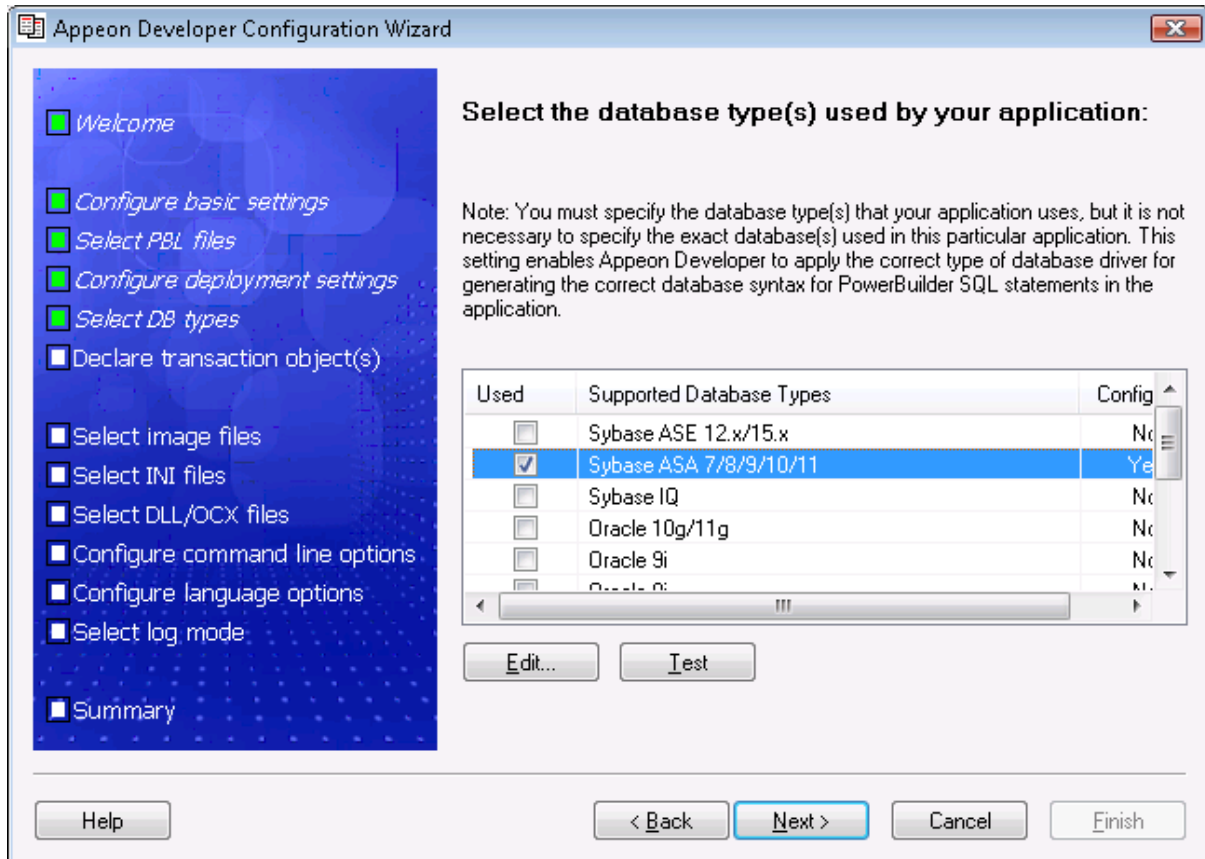 Appeon Developer Configuration Wizard
Welcome
Configure basic settings
Select PBL files
Configure deployment settings
Select DB types
Declare transaction object(s)
Select image files
Select INI files
Select DLL/OCX files
Configure command line options
Configure language options
Select log mode
Summary
Select the database type(s) used by your application:
Note: You must specify the database type(s) that your application uses, but it is not
necessary to specify the exact database(s) used in this particular application. This
setting enables Appeon Developer to apply the correct type of database driver for
generating the correct database syntax for PowerBuilder SQL statements in the
application.
Used Supported Database Types Config
Sybase ASE 12.x/15.x No
Sybase ASA 7/8/9/10/11 Ye
Sybase IQ No
Oracle 10g/11g No
Oracle 9i No
Edit... Test
Help < Back Next > Cancel Finish